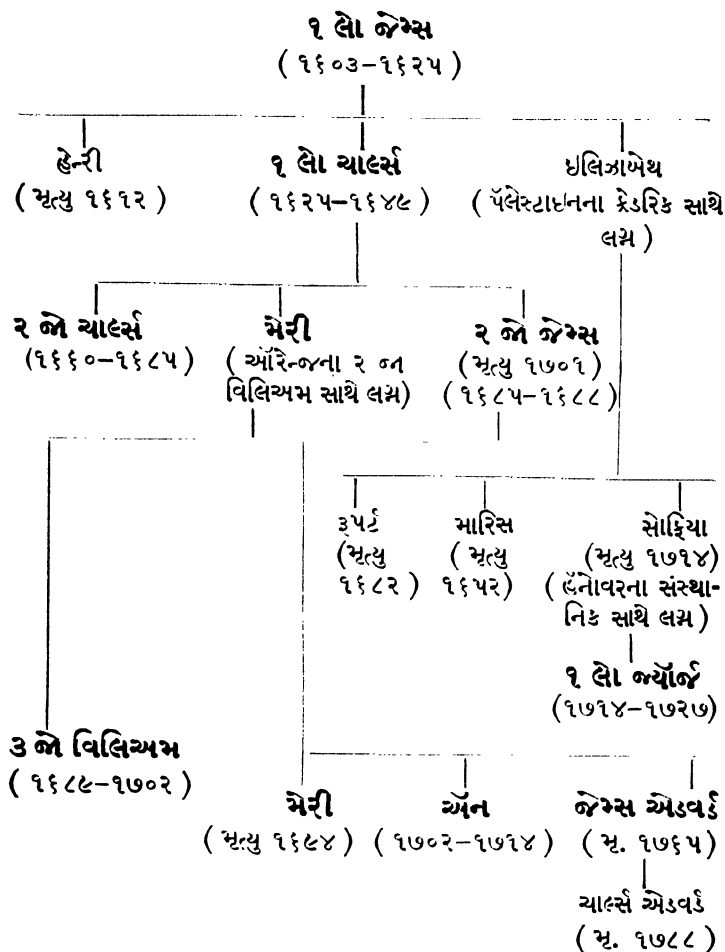 ૧ લો જેમ્સ
(૧૬૦૩-૧૬૨૫)
હેન્રી
(મૃત્યુ ૧૬૧૨)
૧ લો ચાર્લ્સ
(૧૬૨૫-૧૬૪૯)
ઇલિઝાબેથ
(પૅલેસ્ટાઇનના ફ્રેડરિક સાથે
લગ્ન)
૨ જો ચાર્લ્સ
(૧૬૬૦-૧૬૮૫)
મેરી
(ઑરેન્જના ૨ જા
વિલિઅમ સાથે લગ્ન)
૨ જો જેમ્સ
(મૃત્યુ ૧૭૦૧)
(૧૬૮૫-૧૬૮૮)
રૂપર્ટ
(મૃત્યુ
૧૬૮૨)
મારિસ
(મૃત્યુ
૧૬૫૨)
સોફિયા
(મૃત્યુ ૧૭૧૪)
(હૅનોવરના સંસ્થા-
નિક સાથે લગ્ન)
૧ લો જ્યૉર્જ
(૧૭૧૪-૧૭૨૭)
૩ જો વિલિઅમ
(૧૬૮૯-૧૭૦૨)
મેરી
(મૃત્યુ ૧૬૯૪)
ઍન
(૧૭૦૨-૧૭૧૪)
જેમ્સ એડવર્ડ
(મૃ. ૧૭૬૫)
ચાર્લ્સ એડવર્ડ
(મૃ. ૧૭૮૮)